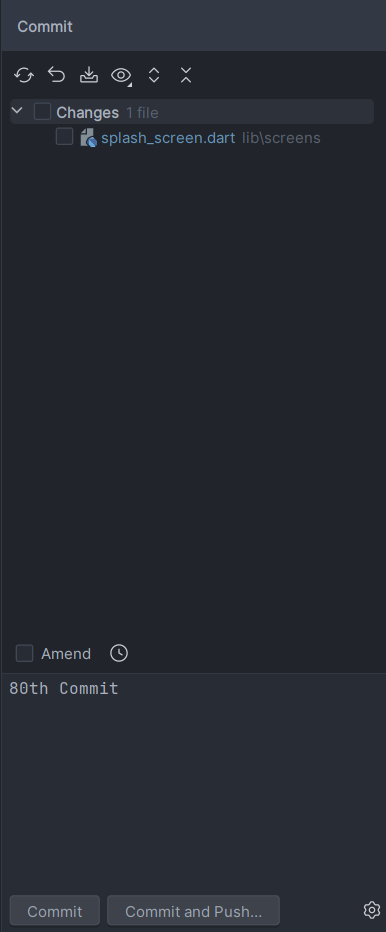 Commit
Changes 1 file
splash_screen.dart lib\screens
Amend
80th Commit
Commit Commit and Push...